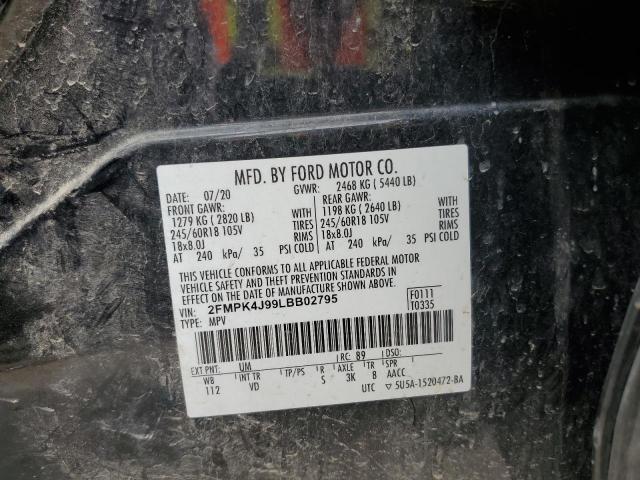 MFD. BY FORD MOTOR CO.
DATE: 07/20 GVWR: 2468 KG (5440 LB)
FRONT GAWR: REAR GAWR:
1279 KG (2820 LB) WITH 1198 KG (2640 LB) WITH
245/60R18 105V TIRES 245/60R18 105V TIRES
18x8.0J RIMS 18x8.0J RIMS
AT 240 kPa/ 35 PSI COLD AT 240 kPa/ 35 PSI COLD
THIS VEHICLE CONFORMS TO ALL APPLICABLE FEDERAL MOTOR
VEHICLE SAFETY AND THEFT PREVENTION STANDARDS IN
EFFECT ON THE DATE OF MANUFACTURE SHOWN ABOVE.
VIN: 2FMPK4J99LBB02795 F0111
TYPE: MPV T0335
EXT PNT: UM RC: 89 DSO:
WB INT TR TP/PS R AXLE TR SPR
112 VD S 3K B AACC
UTC ▽ 5U5A-1520472-BA